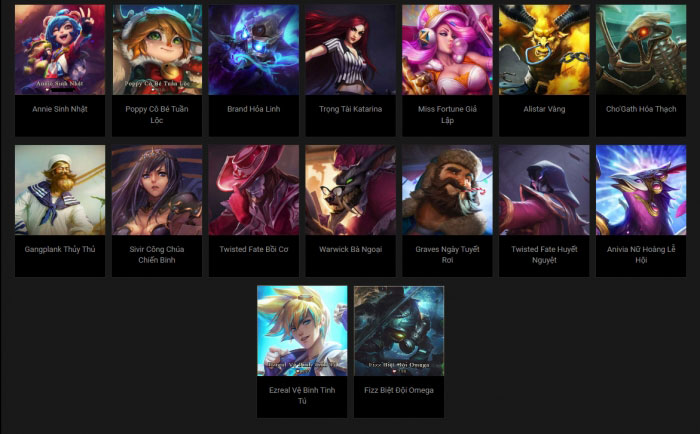 Annie Sinh Nhật
Poppy Cô Bé Tuần Lộc
Annie Sinh Nhật
Poppy Cô Bé Tuần
Lộc
Brand Hỏa Linh
Trọng Tài Katarina
Miss Fortune Giả
Lập
Alistar Vàng
Cho'Gath Hóa Thạch
Gangplank Thủy Thủ
Sivir Công Chúa
Chiến Binh
Twisted Fate Bồi Cơ
Warwick Bà Ngoại
Graves Ngày Tuyết
Rơi
Twisted Fate Huyết
Nguyệt
Anivia Nữ Hoàng Lễ
Hội
Ezreal Vệ Binh Tinh Tú
Fizz Biệt Đội Omega
Ezreal Vệ Binh Tinh
Tú
Fizz Biệt Đội Omega